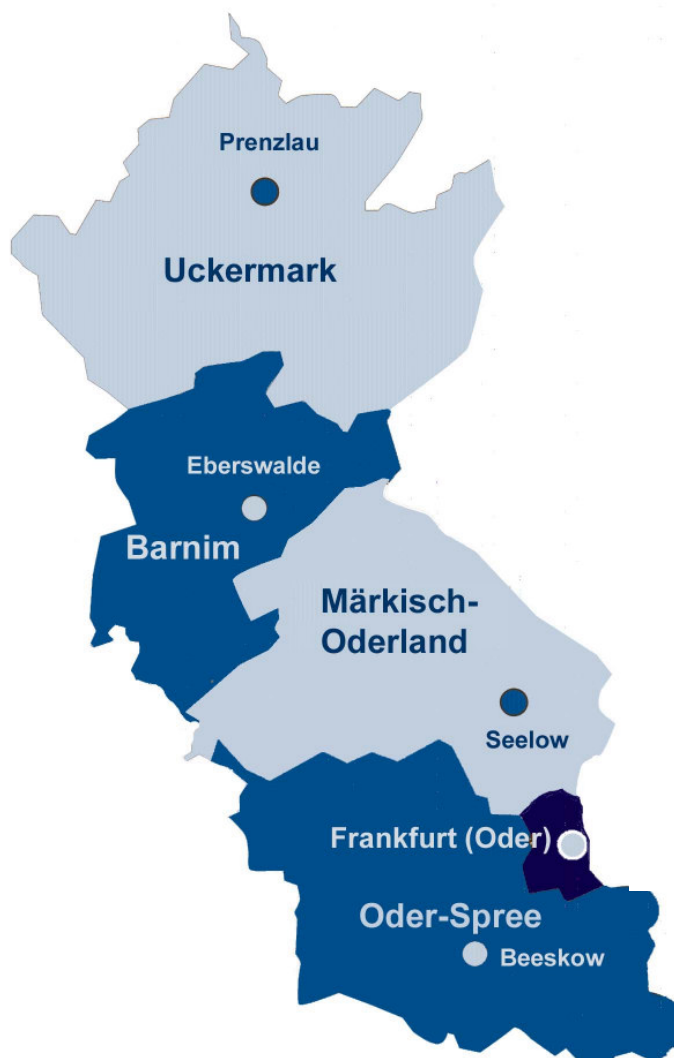 Prenzlau
Uckermark
Eberswalde
Barnim
Märkisch-
Oderland
Seelow
Frankfurt (Oder)
Oder-Spree
Beeskow